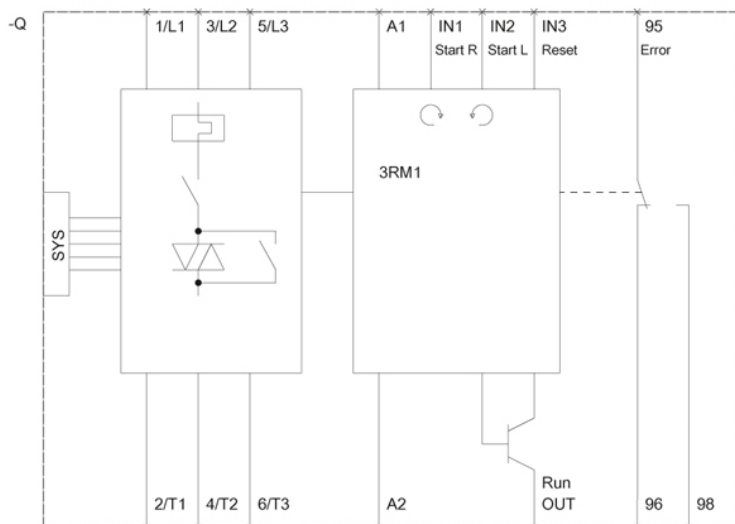 -Q
1/L1 3/L2 5/L3 A1 IN1 IN2 IN3 95
Start R Start L Reset Error
3RM1
SYS
Run
2/T1 4/T2 6/T3 A2 OUT 96 98